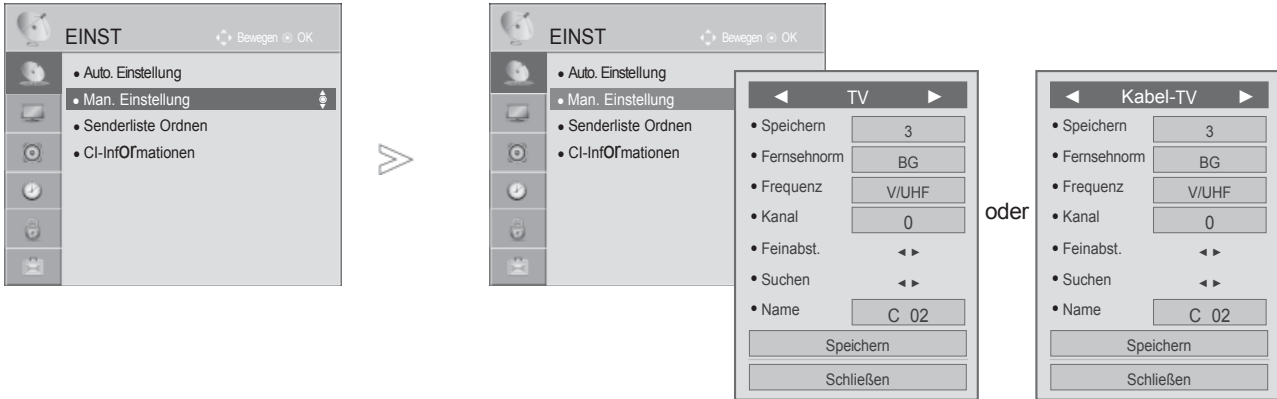 EINST
Bewegen OK
• Auto. Einstellung
• Man. Einstellung
• Senderliste Ordnen
• CI-Informationen
EINST
Bewegen OK
• Auto. Einstellung
• Man. Einstellung
• Senderliste Ordnen
• CI-Informationen
◄ TV ►
• Speichern 3
• Fernsehnorm BG
• Frequenz V/UHF
• Kanal 0
• Feinabst. ◄ ►
• Suchen ◄ ►
• Name C 02
Speichern
Schließen
oder
◄ Kabel-TV ►
• Speichern 3
• Fernsehnorm BG
• Frequenz V/UHF
• Kanal 0
• Feinabst. ◄ ►
• Suchen ◄ ►
• Name C 02
Speichern
Schließen